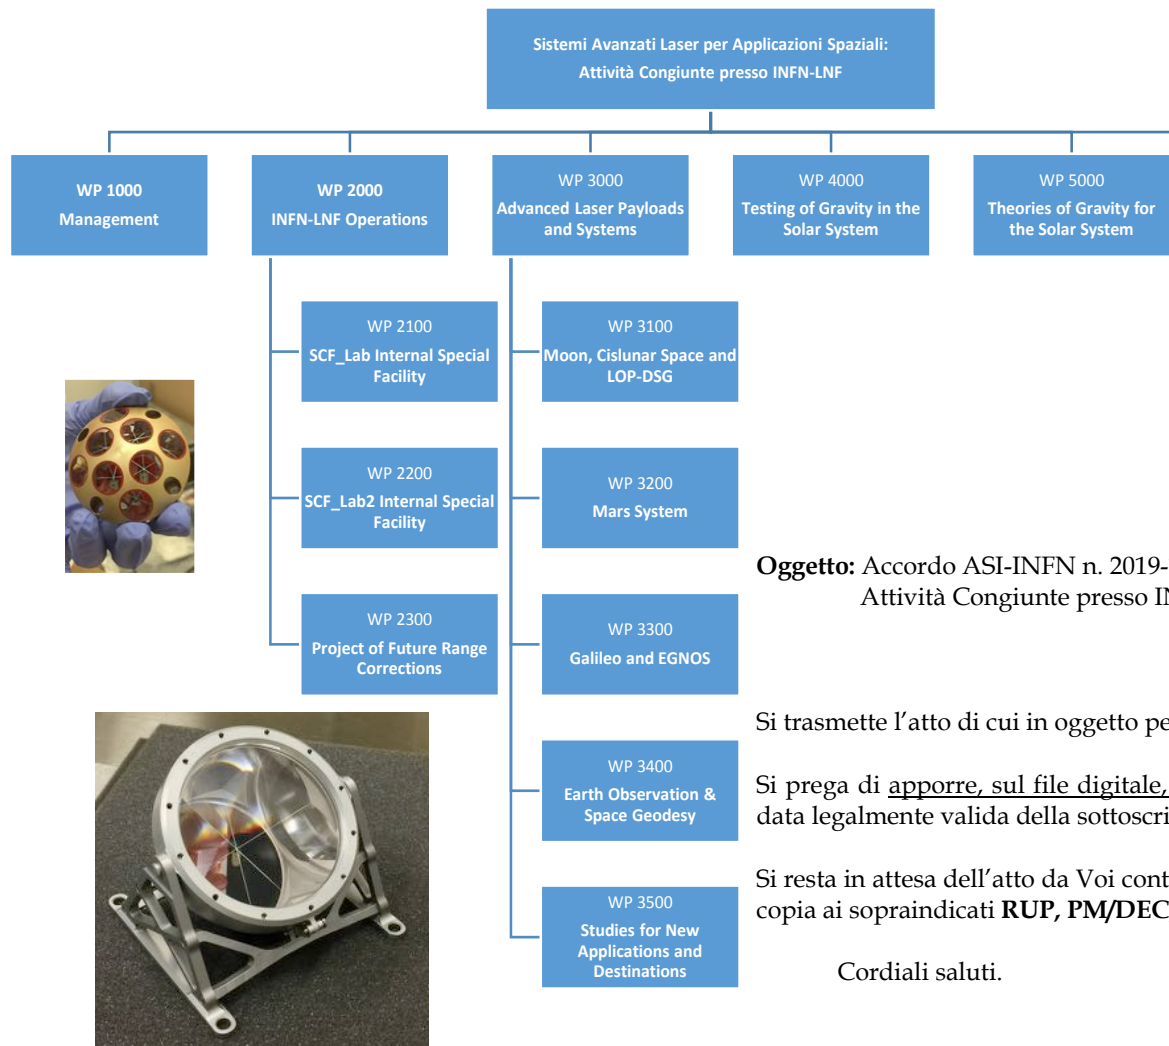 Sistemi Avanzati Laser per Applicazioni Spaziali:
Attività Congiunte presso INFN-LNF
WP 1000
Management
WP 2000
INFN-LNF Operations
WP 3000
Advanced Laser Payloads
and Systems
WP 4000
Testing of Gravity in the
Solar System
WP 5000
Theories of Gravity for
the Solar System
WP 2100
SCF_Lab Internal Special
Facility
WP 2200
SCF_Lab2 Internal Special
Facility
WP 2300
Project of Future Range
Corrections
WP 3100
Moon, Cislunar Space and
LOP-DSG
WP 3200
Mars System
WP 3300
Galileo and EGNOS
WP 3400
Earth Observation &
Space Geodesy
WP 3500
Studies for New
Applications and
Destinations
Oggetto: Accordo ASI-INFN n. 2019-
Attività Congiunte presso
Si trasmette l’atto di cui in oggetto
Si prega di apporre, sul file digitale,
data legalmente valida della
Si resta in attesa dell’atto da Voi
copia ai sopraindicati RUP, PM/DEC
Cordiali saluti.